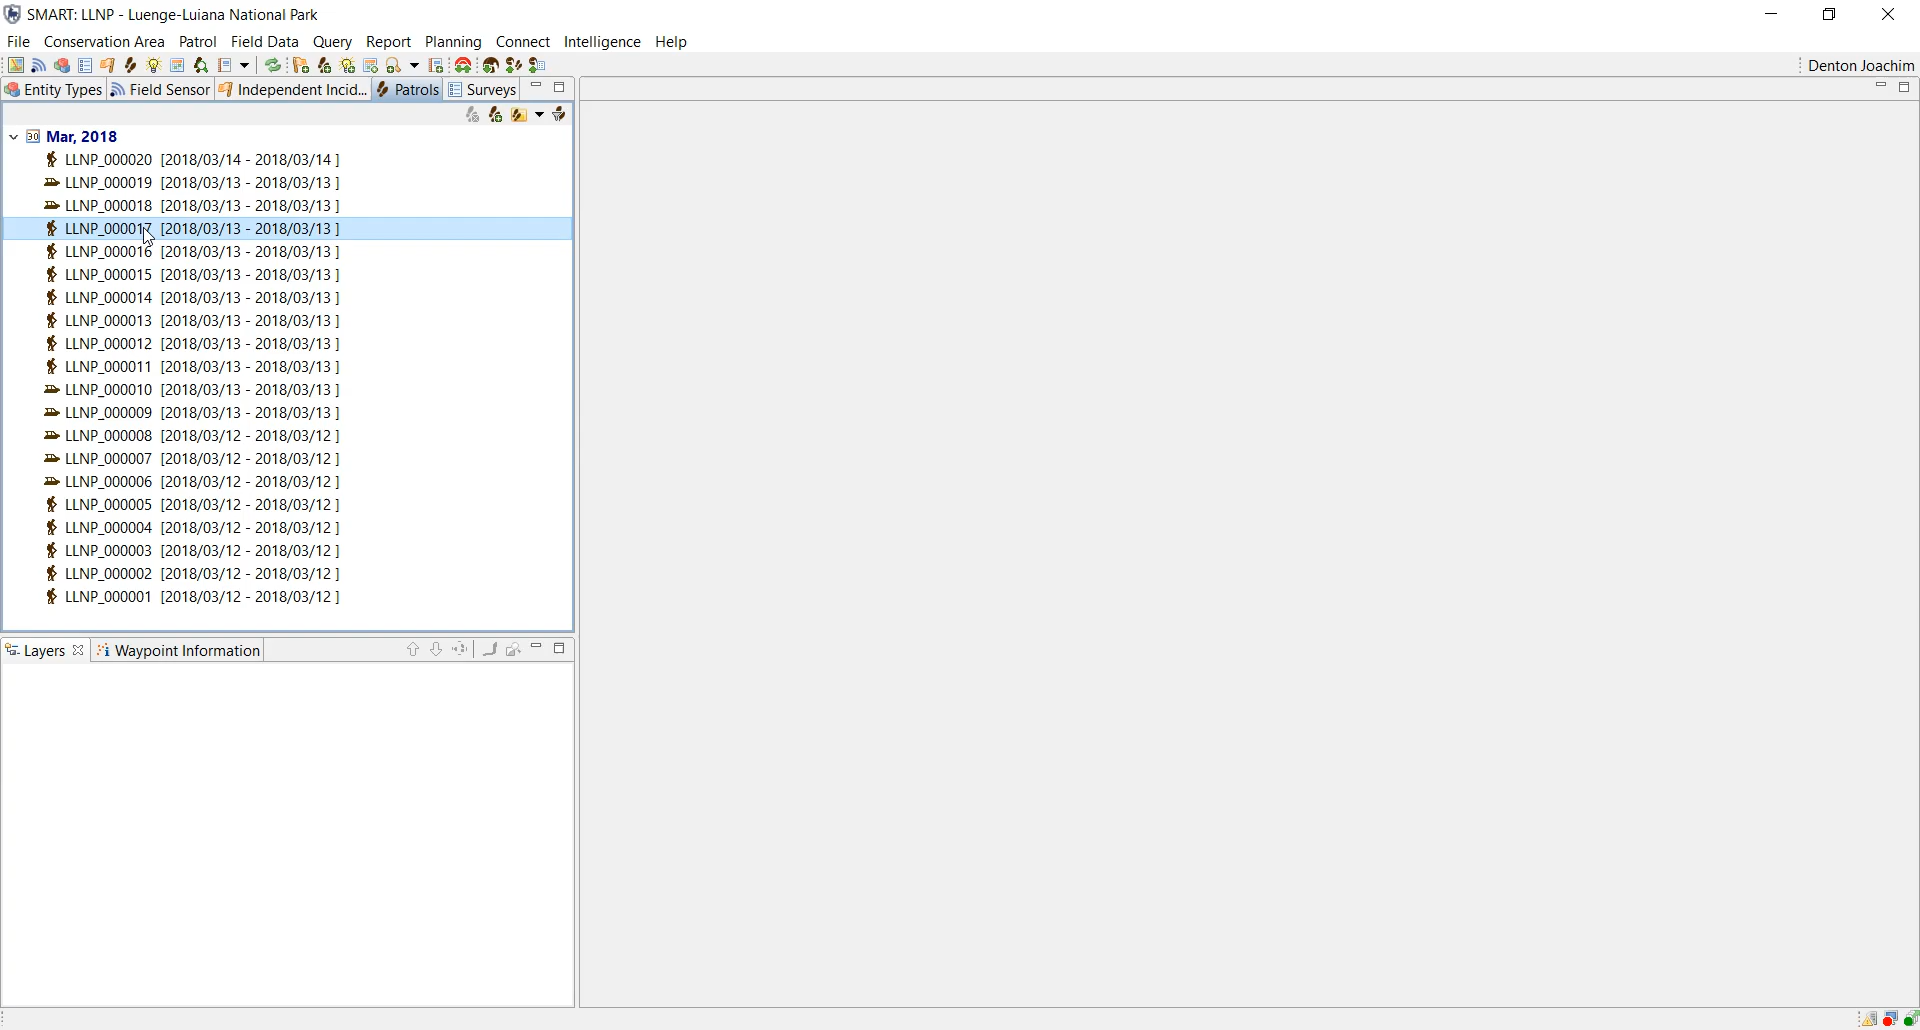 SMART: LLNP - Luenge-Luiana National Park
File Conservation Area Patrol Field Data Query Report Planning Connect Intelligence Help
Denton Joachim
Entity Types Field Sensor Independent Incid... Patrols Surveys
30 Mar, 2018
LLNP_000020 [2018/03/14 - 2018/03/14 ]
LLNP_000019 [2018/03/13 - 2018/03/13 ]
LLNP_000018 [2018/03/13 - 2018/03/13 ]
LLNP_000017 [2018/03/13 - 2018/03/13 ]
LLNP_000016 [2018/03/13 - 2018/03/13 ]
LLNP_000015 [2018/03/13 - 2018/03/13 ]
LLNP_000014 [2018/03/13 - 2018/03/13 ]
LLNP_000013 [2018/03/13 - 2018/03/13 ]
LLNP_000012 [2018/03/13 - 2018/03/13 ]
LLNP_000011 [2018/03/13 - 2018/03/13 ]
LLNP_000010 [2018/03/13 - 2018/03/13 ]
LLNP_000009 [2018/03/13 - 2018/03/13 ]
LLNP_000008 [2018/03/12 - 2018/03/12 ]
LLNP_000007 [2018/03/12 - 2018/03/12 ]
LLNP_000006 [2018/03/12 - 2018/03/12 ]
LLNP_000005 [2018/03/12 - 2018/03/12 ]
LLNP_000004 [2018/03/12 - 2018/03/12 ]
LLNP_000003 [2018/03/12 - 2018/03/12 ]
LLNP_000002 [2018/03/12 - 2018/03/12 ]
LLNP_000001 [2018/03/12 - 2018/03/12 ]
Layers Waypoint Information